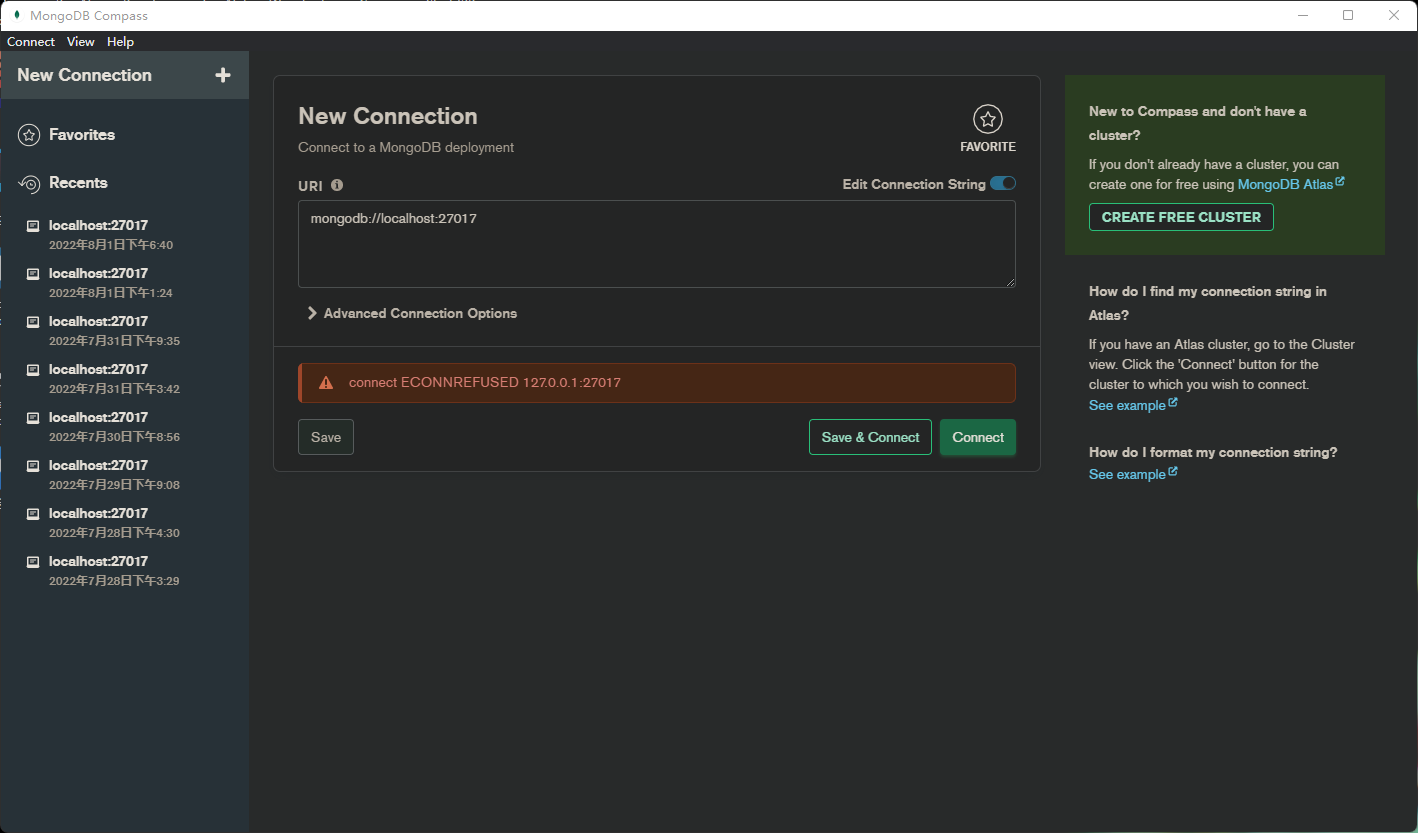 MongoDB Compass
Connect View Help
New Connection
Favorites
Recents
localhost:27017
2022年8月1日下午6:40
localhost:27017
2022年8月1日下午1:24
localhost:27017
2022年7月31日下午9:35
localhost:27017
2022年7月31日下午3:42
localhost:27017
2022年7月30日下午8:56
localhost:27017
2022年7月29日下午9:08
localhost:27017
2022年7月28日下午4:30
localhost:27017
2022年7月28日下午3:29
New Connection
Connect to a MongoDB deployment
FAVORITE
URI
Edit Connection String
mongodb://localhost:27017
Advanced Connection Options
connect ECONNREFUSED 127.0.0.1:27017
Save
Save & Connect
Connect
New to Compass and don't have a
cluster?
If you don't already have a cluster, you can
create one for free using MongoDB Atlas
CREATE FREE CLUSTER
How do I find my connection string in
Atlas?
If you have an Atlas cluster, go to the Cluster
view. Click the 'Connect' button for the
cluster to which you wish to connect.
See example
How do I format my connection string?
See example